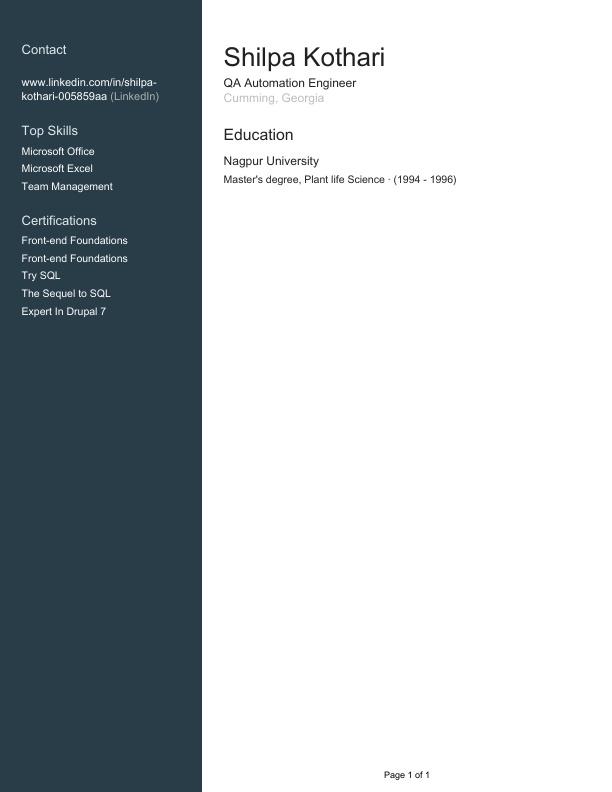 Contact
www.linkedin.com/in/shilpa-
kothari-005859aa (LinkedIn)
Top Skills
Microsoft Office
Microsoft Excel
Team Management
Certifications
Front-end Foundations
Front-end Foundations
Try SQL
The Sequel to SQL
Expert In Drupal 7
Shilpa Kothari
QA Automation Engineer
Cumming, Georgia
Education
Nagpur University
Master's degree, Plant life Science · (1994 - 1996)
Page 1 of 1